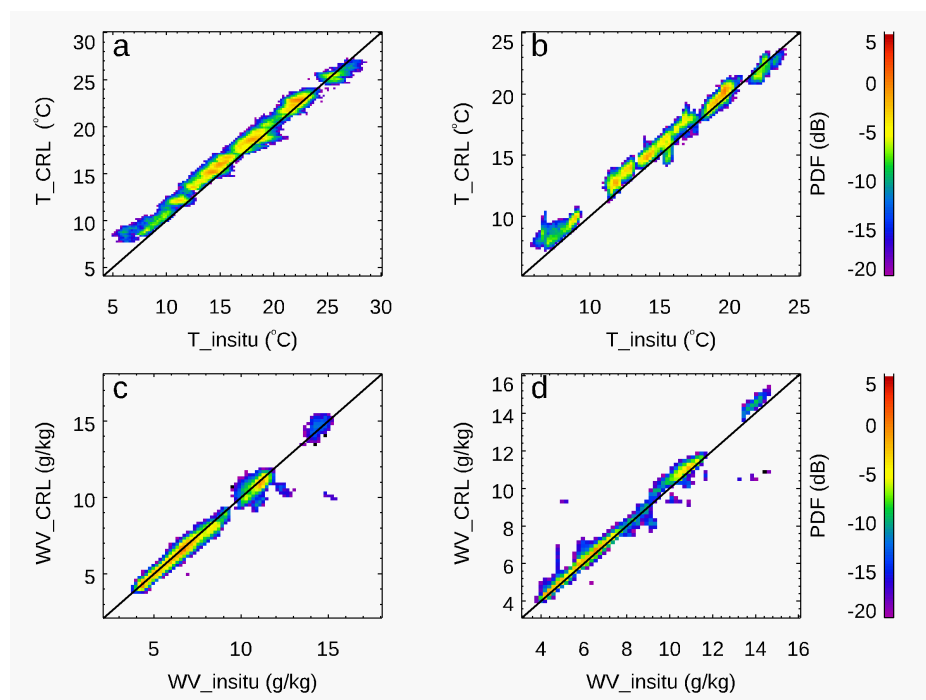 a
30
25
20
15
10
5
T_CRL (°C)
5 10 15 20 25 30
T_insitu (°C)
b
25
20
15
10
T_CRL (°C)
10 15 20 25
T_insitu (°C)
5
0
-5
-10
-15
-20
PDF (dB)
c
15
10
5
WV_CRL (g/kg)
5 10 15
WV_insitu (g/kg)
d
16
14
12
10
8
6
4
WV_CRL (g/kg)
4 6 8 10 12 14 16
WV_insitu (g/kg)
5
0
-5
-10
-15
-20
PDF (dB)